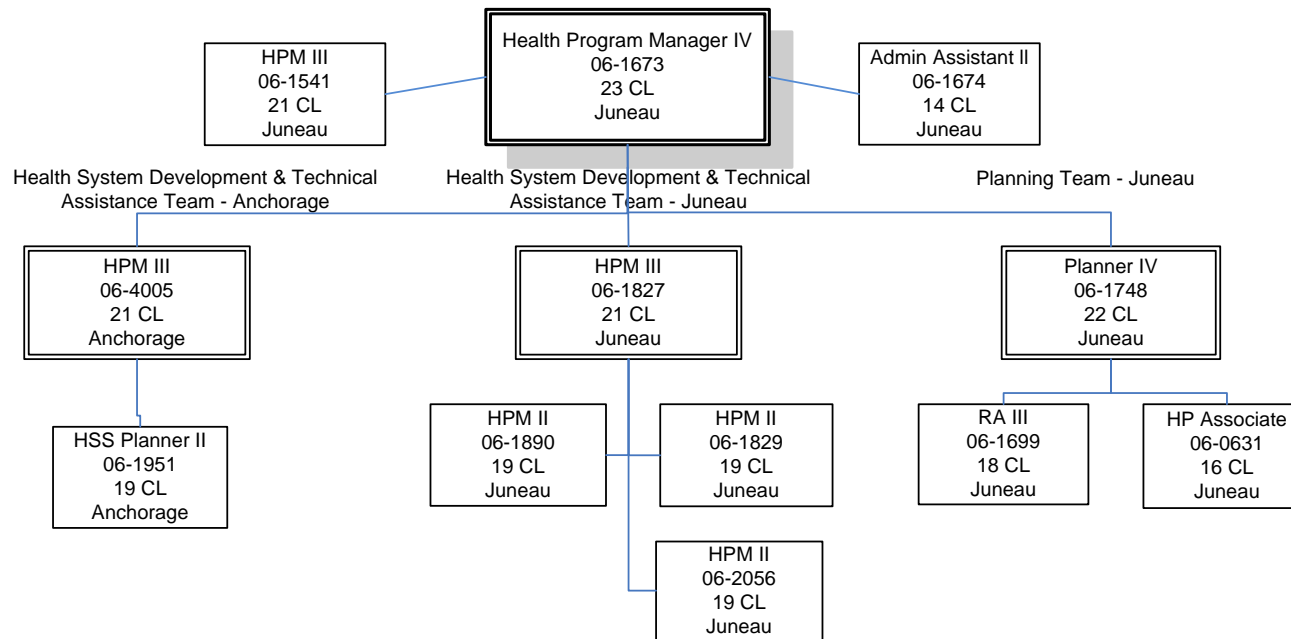 HPM III
06-1541
21 CL
Juneau
Health Program Manager IV
06-1673
23 CL
Juneau
Admin Assistant II
06-1674
14 CL
Juneau
Health System Development & Technical
Assistance Team - Anchorage
Health System Development & Technical
Assistance Team - Juneau
Planning Team - Juneau
HPM III
06-4005
21 CL
Anchorage
HPM III
06-1827
21 CL
Juneau
Planner IV
06-1748
22 CL
Juneau
HSS Planner II
06-1951
19 CL
Anchorage
HPM II
06-1890
19 CL
Juneau
HPM II
06-1829
19 CL
Juneau
RA III
06-1699
18 CL
Juneau
HP Associate
06-0631
16 CL
Juneau
HPM II
06-2056
19 CL
Juneau